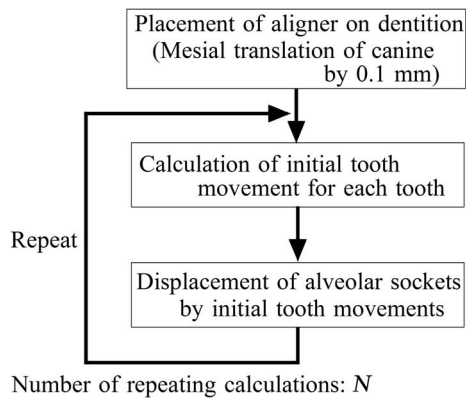 Placement of aligner on dentition
(Mesial translation of canine
by 0.1 mm)
Calculation of initial tooth
movement for each tooth
Repeat
Displacement of alveolar sockets
by initial tooth movements
Number of repeating calculations: N